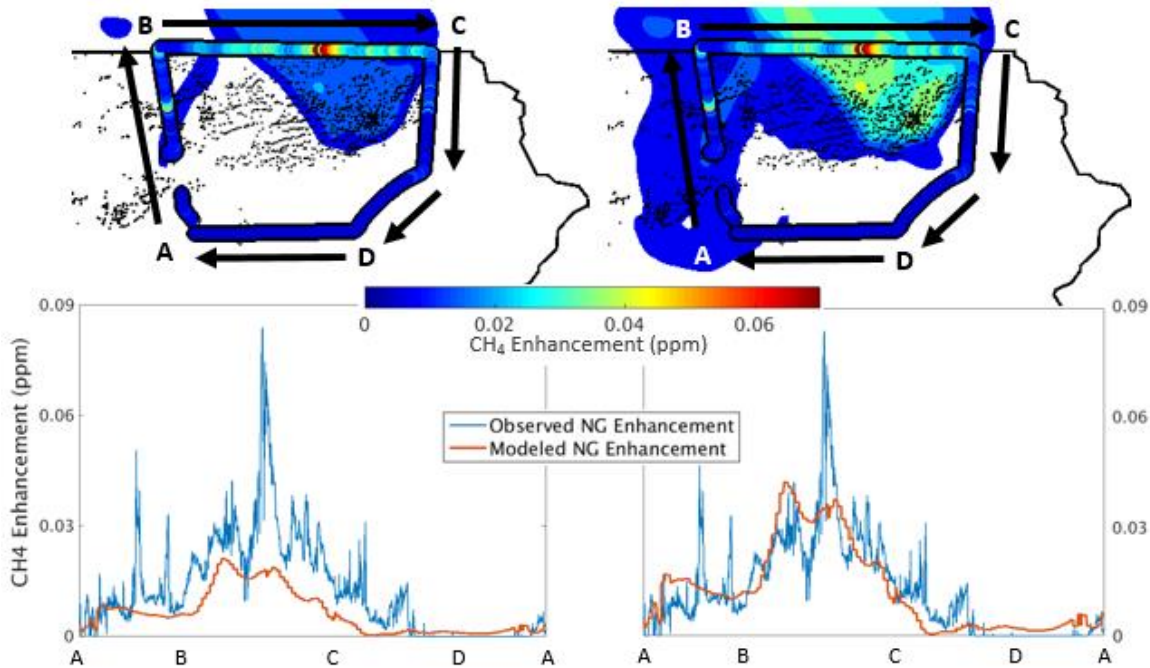 B
C
B
C
A
D
A
D
0
0.02
0.04
0.06
CH₄ Enhancement (ppm)
CH4 Enhancement (ppm)
0.09
0.06
0.03
0
Observed NG Enhancement
Modeled NG Enhancement
0.09
0.06
0.03
0
A
B
C
D
A
A
B
C
D
A